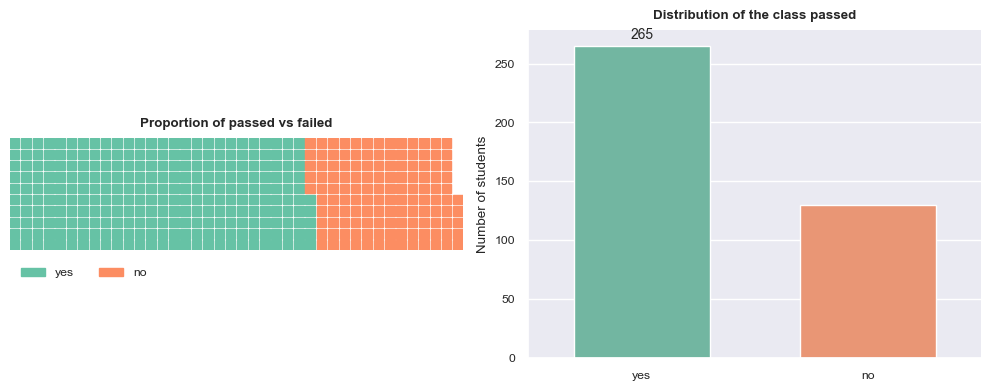 Proportion of passed vs failed
yes
no
Distribution of the class passed
Number of students
250
200
150
100
50
0
265
yes
no